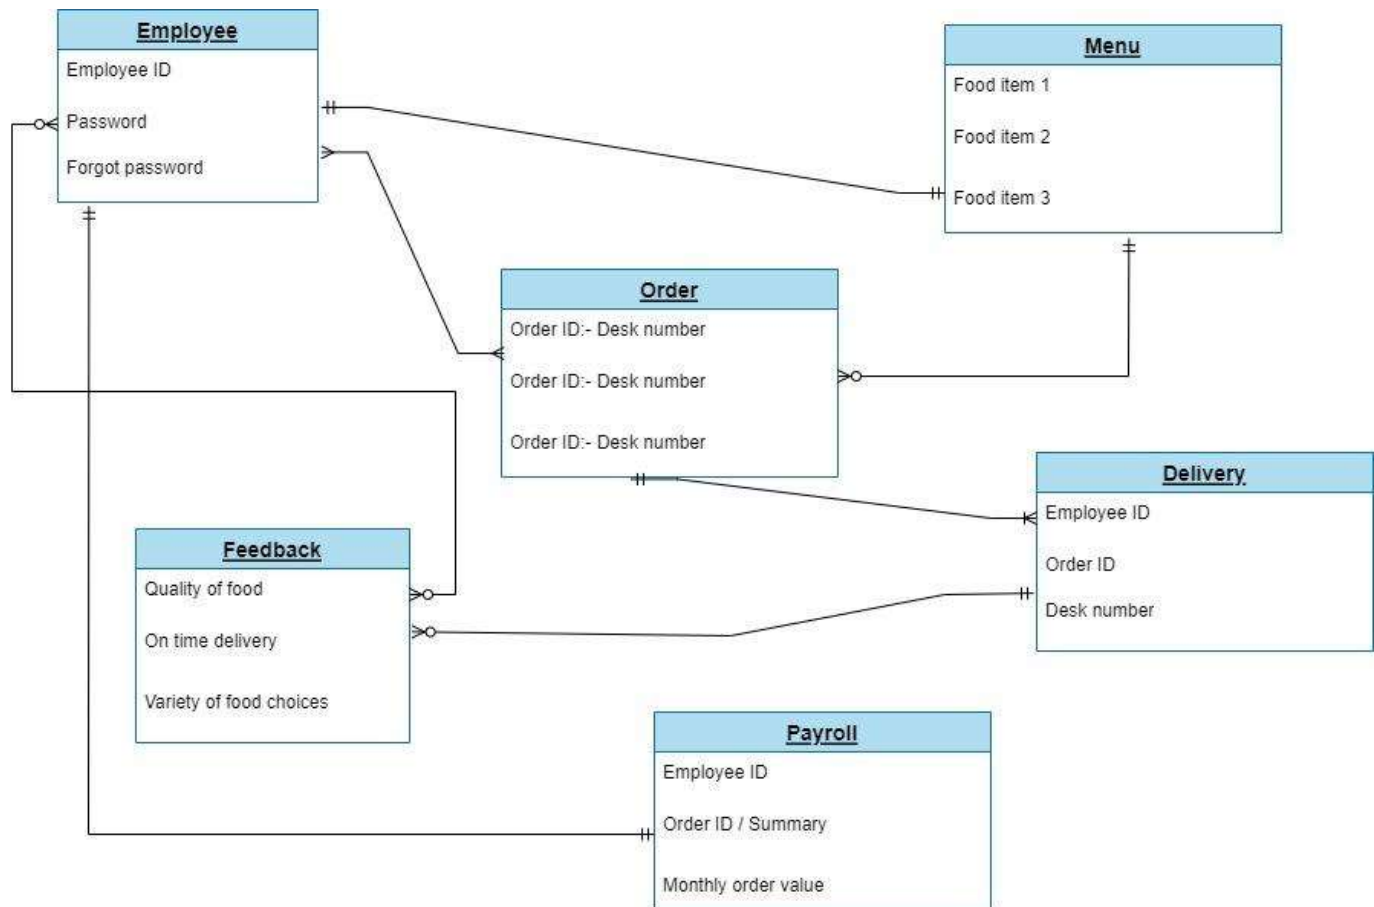 Employee
Employee ID
Password
Forgot password
Menu
Food item 1
Food item 2
Food item 3
Order
Order ID:- Desk number
Order ID:- Desk number
Order ID:- Desk number
Delivery
Employee ID
Order ID
Desk number
Feedback
Quality of food
On time delivery
Variety of food choices
Payroll
Employee ID
Order ID / Summary
Monthly order value